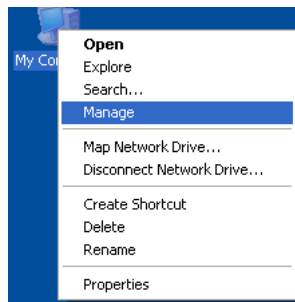 My Co
Open
Explore
Search...
Manage
Map Network Drive...
Disconnect Network Drive...
Create Shortcut
Delete
Rename
Properties